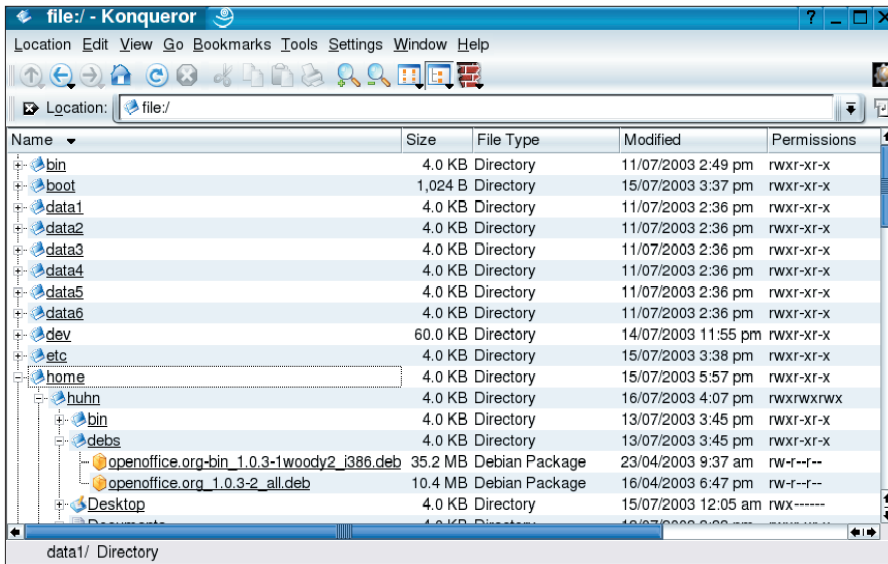 file:/ - Konqueror
Location Edit View Go Bookmarks Tools Settings Window Help
Location: file:/
Name Size File Type Modified Permissions
bin 4.0 KB Directory 11/07/2003 2:49 pm rwxr-xr-x
boot 1,024 B Directory 15/07/2003 3:37 pm rwxr-xr-x
data1 4.0 KB Directory 11/07/2003 2:36 pm rwxr-xr-x
data2 4.0 KB Directory 11/07/2003 2:36 pm rwxr-xr-x
data3 4.0 KB Directory 11/07/2003 2:36 pm rwxr-xr-x
data4 4.0 KB Directory 11/07/2003 2:36 pm rwxr-xr-x
data5 4.0 KB Directory 11/07/2003 2:36 pm rwxr-xr-x
data6 4.0 KB Directory 11/07/2003 2:36 pm rwxr-xr-x
dev 60.0 KB Directory 14/07/2003 11:55 pm rwxr-xr-x
etc 4.0 KB Directory 15/07/2003 3:38 pm rwxr-xr-x
home 4.0 KB Directory 15/07/2003 5:57 pm rwxr-xr-x
huhn 4.0 KB Directory 16/07/2003 4:07 pm rwxrwxrwx
bin 4.0 KB Directory 13/07/2003 3:45 pm rwxr-xr-x
debs 4.0 KB Directory 13/07/2003 3:45 pm rwxr-xr-x
openoffice.org-bin_1.0.3-1woody2_i386.deb 35.2 MB Debian Package 23/04/2003 9:37 am rw-r--r--
openoffice.org_1.0.3-2_all.deb 10.4 MB Debian Package 16/04/2003 6:47 pm rw-r--r--
Desktop 4.0 KB Directory 15/07/2003 12:05 am rwx------
data1/ Directory